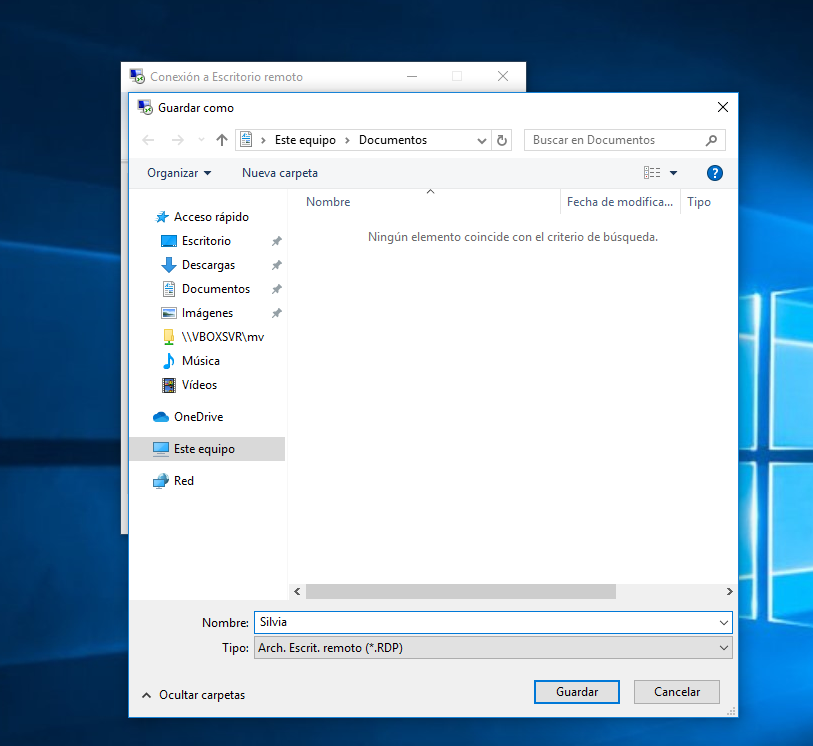 Conexión a Escritorio remoto
Guardar como
Este equipo > Documentos
Buscar en Documentos
Organizar
Nueva carpeta
?
Nombre
Fecha de modifica...
Tipo
Ningún elemento coincide con el criterio de búsqueda.
Acceso rápido
Escritorio
Descargas
Documentos
Imágenes
\\VBOXSVR\mv
Música
Vídeos
OneDrive
Este equipo
Red
Nombre: Silvia
Tipo: Arch. Escrit. remoto (*.RDP)
Ocultar carpetas
Guardar
Cancelar